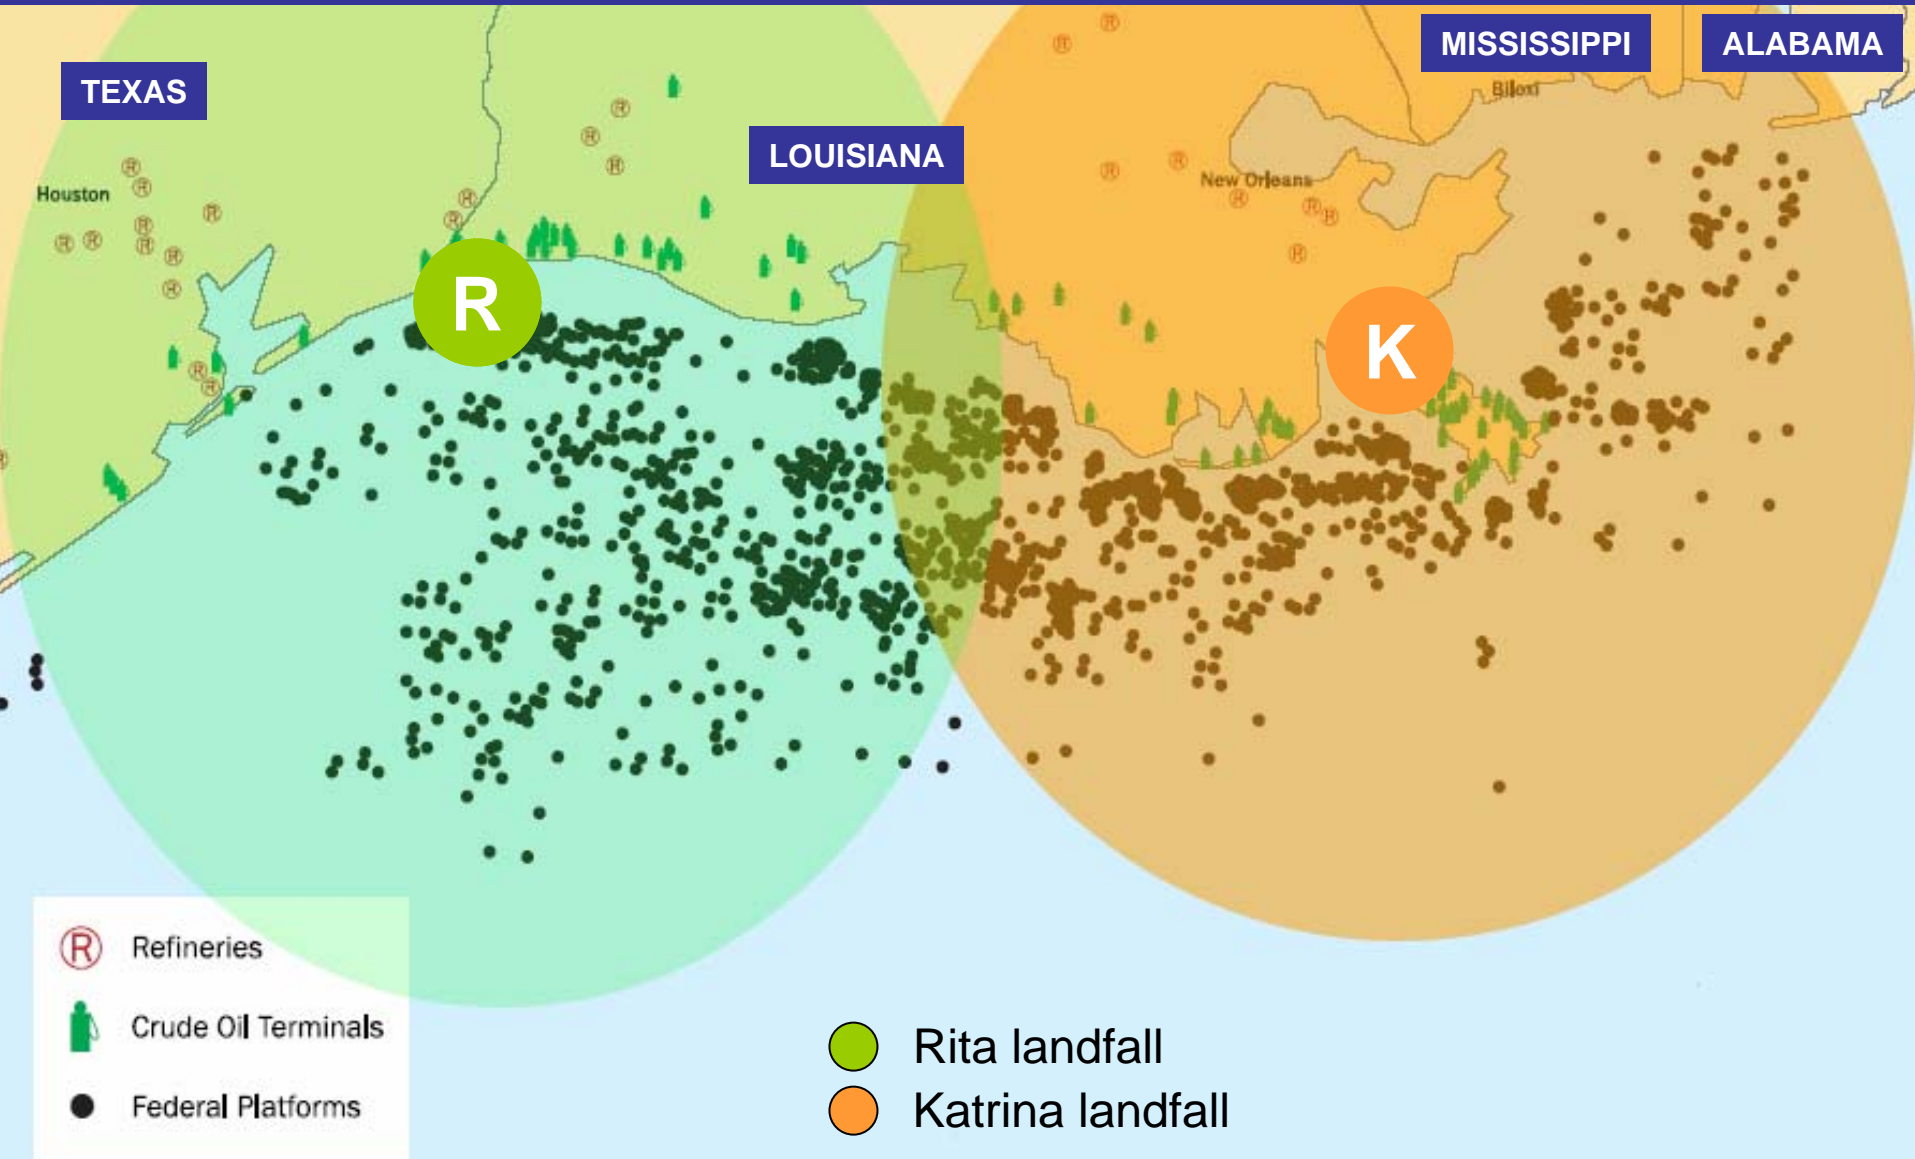 TEXAS
LOUISIANA
MISSISSIPPI
ALABAMA
Biloxi
Houston
New Orleans
R
K
R Refineries
Crude Oil Terminals
Federal Platforms
Rita landfall
Katrina landfall